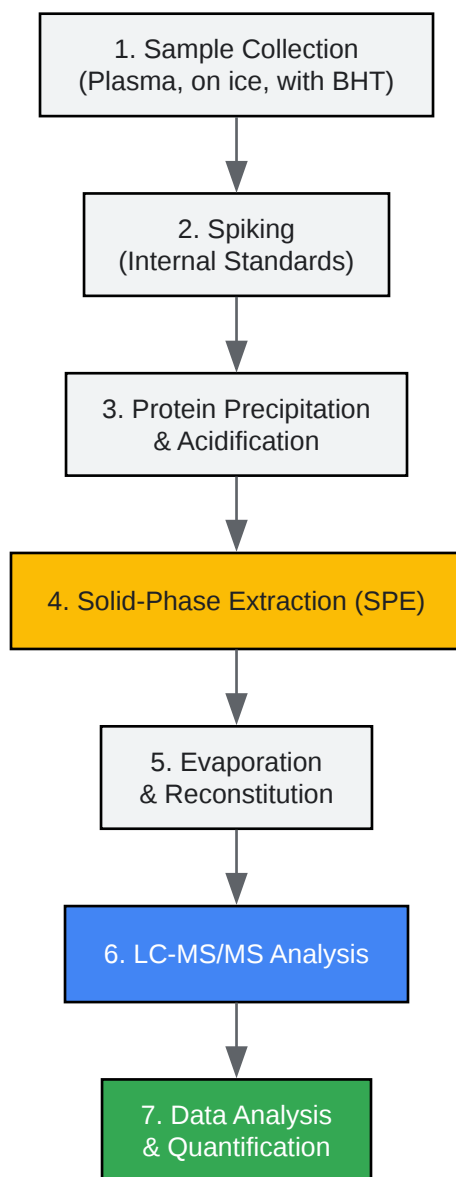 1. Sample Collection
(Plasma, on ice, with BHT)
2. Spiking
(Internal Standards)
3. Protein Precipitation
& Acidification
4. Solid-Phase Extraction (SPE)
5. Evaporation
& Reconstitution
6. LC-MS/MS Analysis
7. Data Analysis
& Quantification